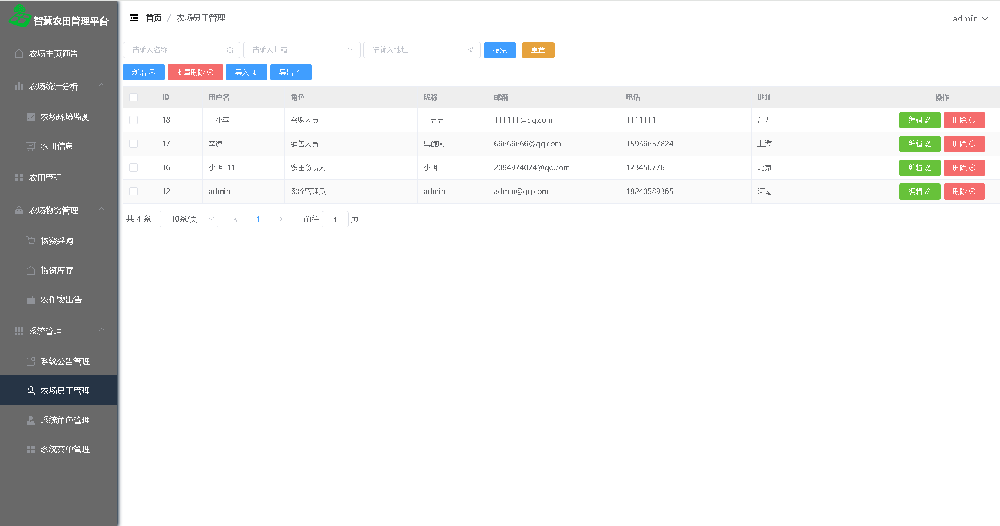 智慧农田管理平台
农场主页通告
农场统计分析
农场环境监测
农田信息
农田管理
农场物资管理
物资采购
物资库存
农作物出售
系统管理
系统公告管理
农场员工管理
系统角色管理
系统菜单管理
首页 / 农场员工管理
admin
请输入名称 请输入邮箱 请输入地址 搜索 重置
新增 批量删除 导入 导出
ID 用户名 角色 昵称 邮箱 电话 地址 操作
18 王小李 采购人员 王五五 111111@qq.com 1111111 江西 编辑 删除
17 李逵 销售人员 黑旋风 66666666@qq.com 15936657824 上海 编辑 删除
16 小明111 农田负责人 小明 2094974024@qq.com 123456778 北京 编辑 删除
12 admin 系统管理员 admin admin@qq.com 18240589365 河南 编辑 删除
共 4 条 10条/页 1 前往 1 页